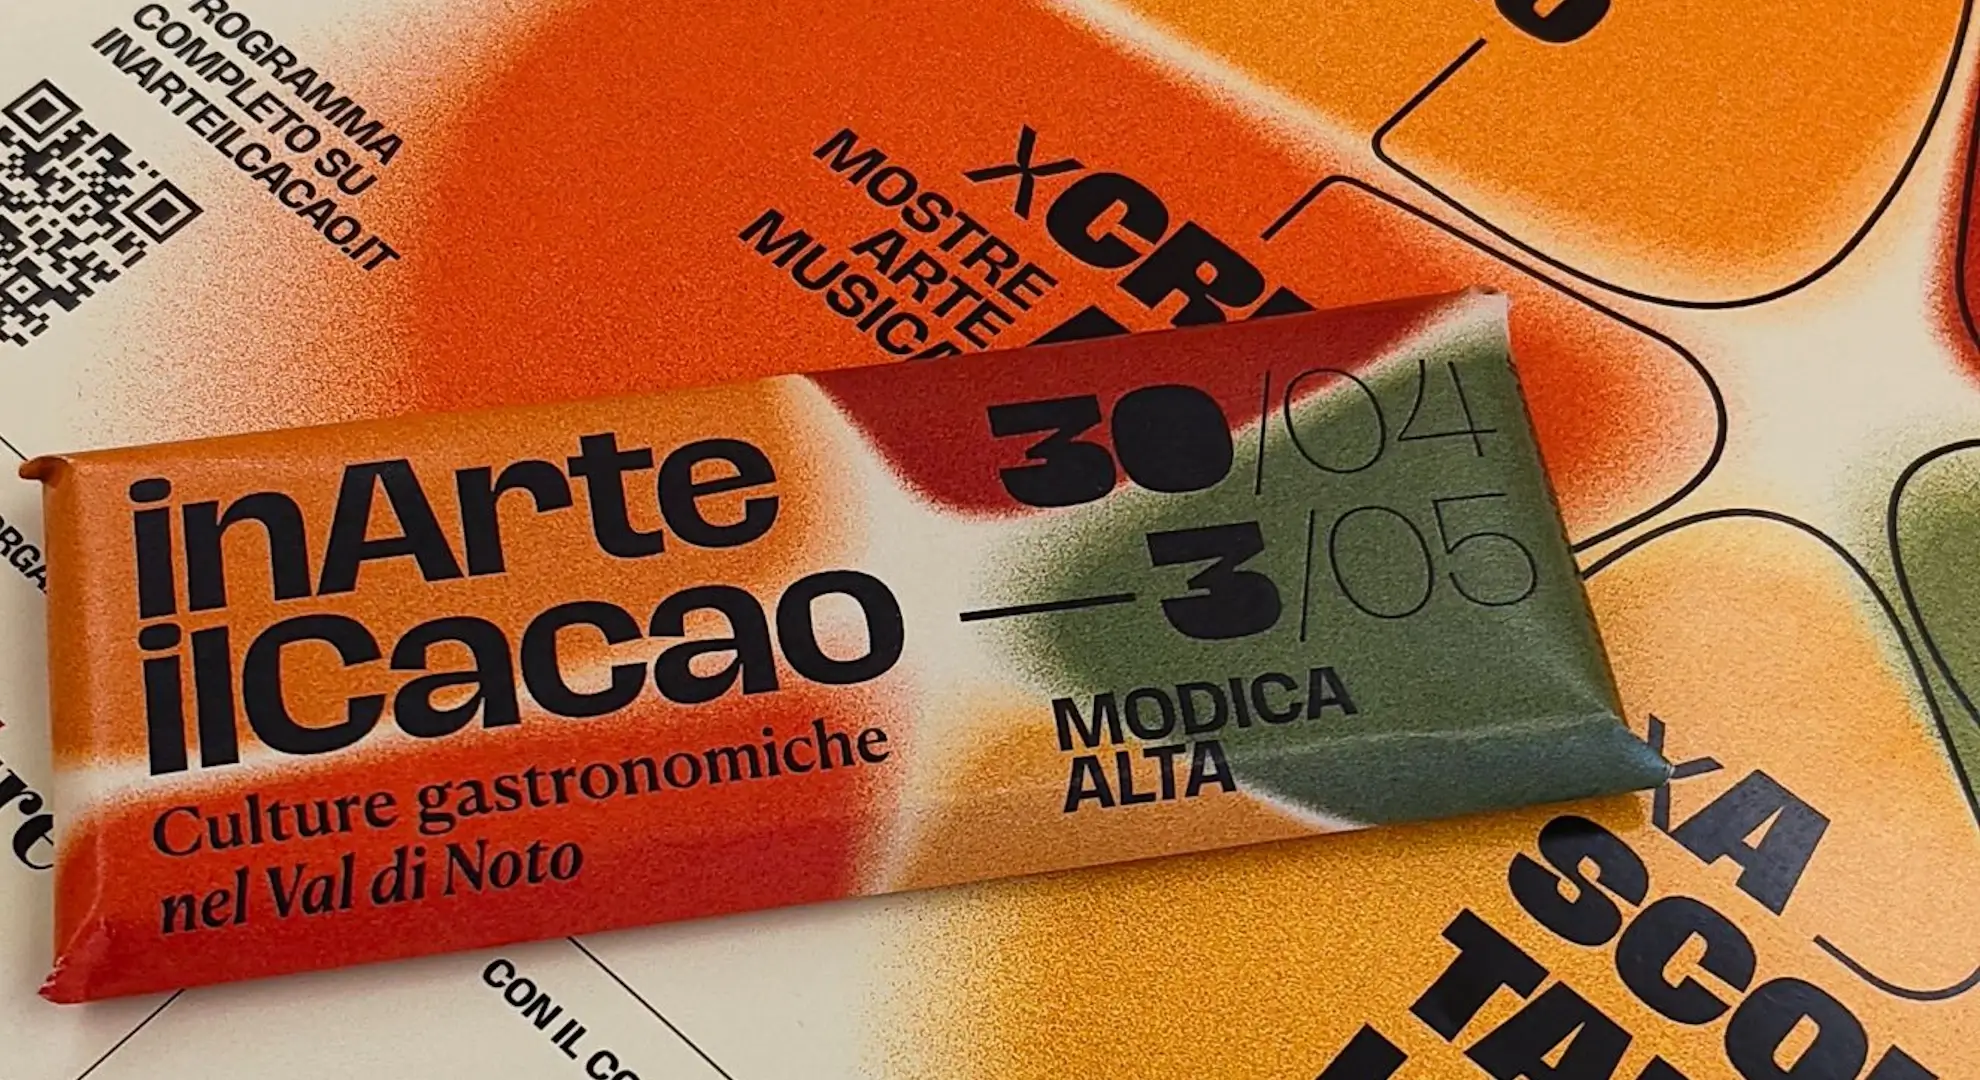 PROGRAMMA
COMPLETO SU
INARTEILCACAO.IT
MOSTRE
ARTE
MUSICA
inArte
ilCacao
Culture gastronomiche
nel Val di Noto
30/04
— 3/05
MODICA
ALTA
CON IL